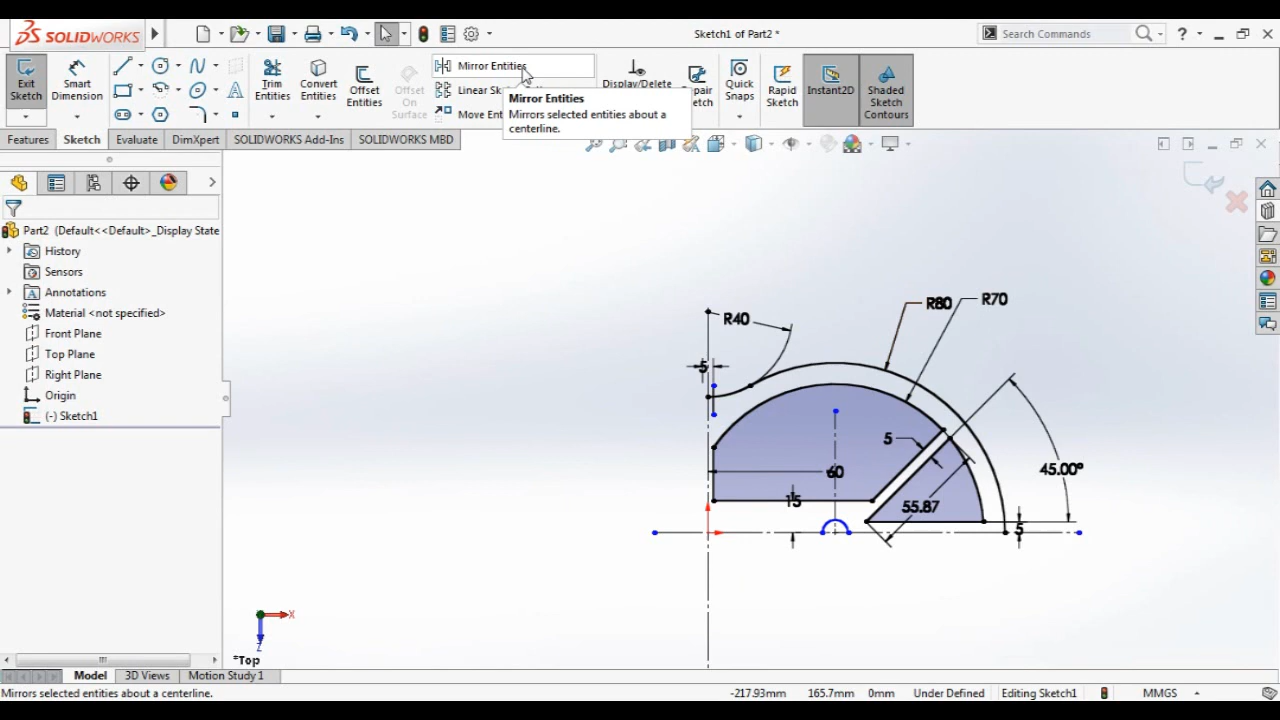 SOLIDWORKS
Sketch1 of Part2 *
Search Commands
?
Exit Sketch
Smart Dimension
Trim Entities
Convert Entities
Offset Entities
Offset On Surface
Mirror Entities
Linear Sk
Move Ent
Display/Delete
Repair Sketch
Quick Snaps
Rapid Sketch
Instant2D
Shaded Sketch Contours
Mirror Entities
Mirrors selected entities about a
centerline.
Features
Sketch
Evaluate
DimXpert
SOLIDWORKS Add-Ins
SOLIDWORKS MBD
Part2 (Default<<Default>_Display State
History
Sensors
Annotations
Material <not specified>
Front Plane
Top Plane
Right Plane
Origin
(-) Sketch1
R40
R80
R70
5
5
45.00°
60
15
55.87
5
X
Z
*Top
Model
3D Views
Motion Study 1
Mirrors selected entities about a centerline.
-217.93mm
165.7mm
0mm
Under Defined
Editing Sketch1
MMGS